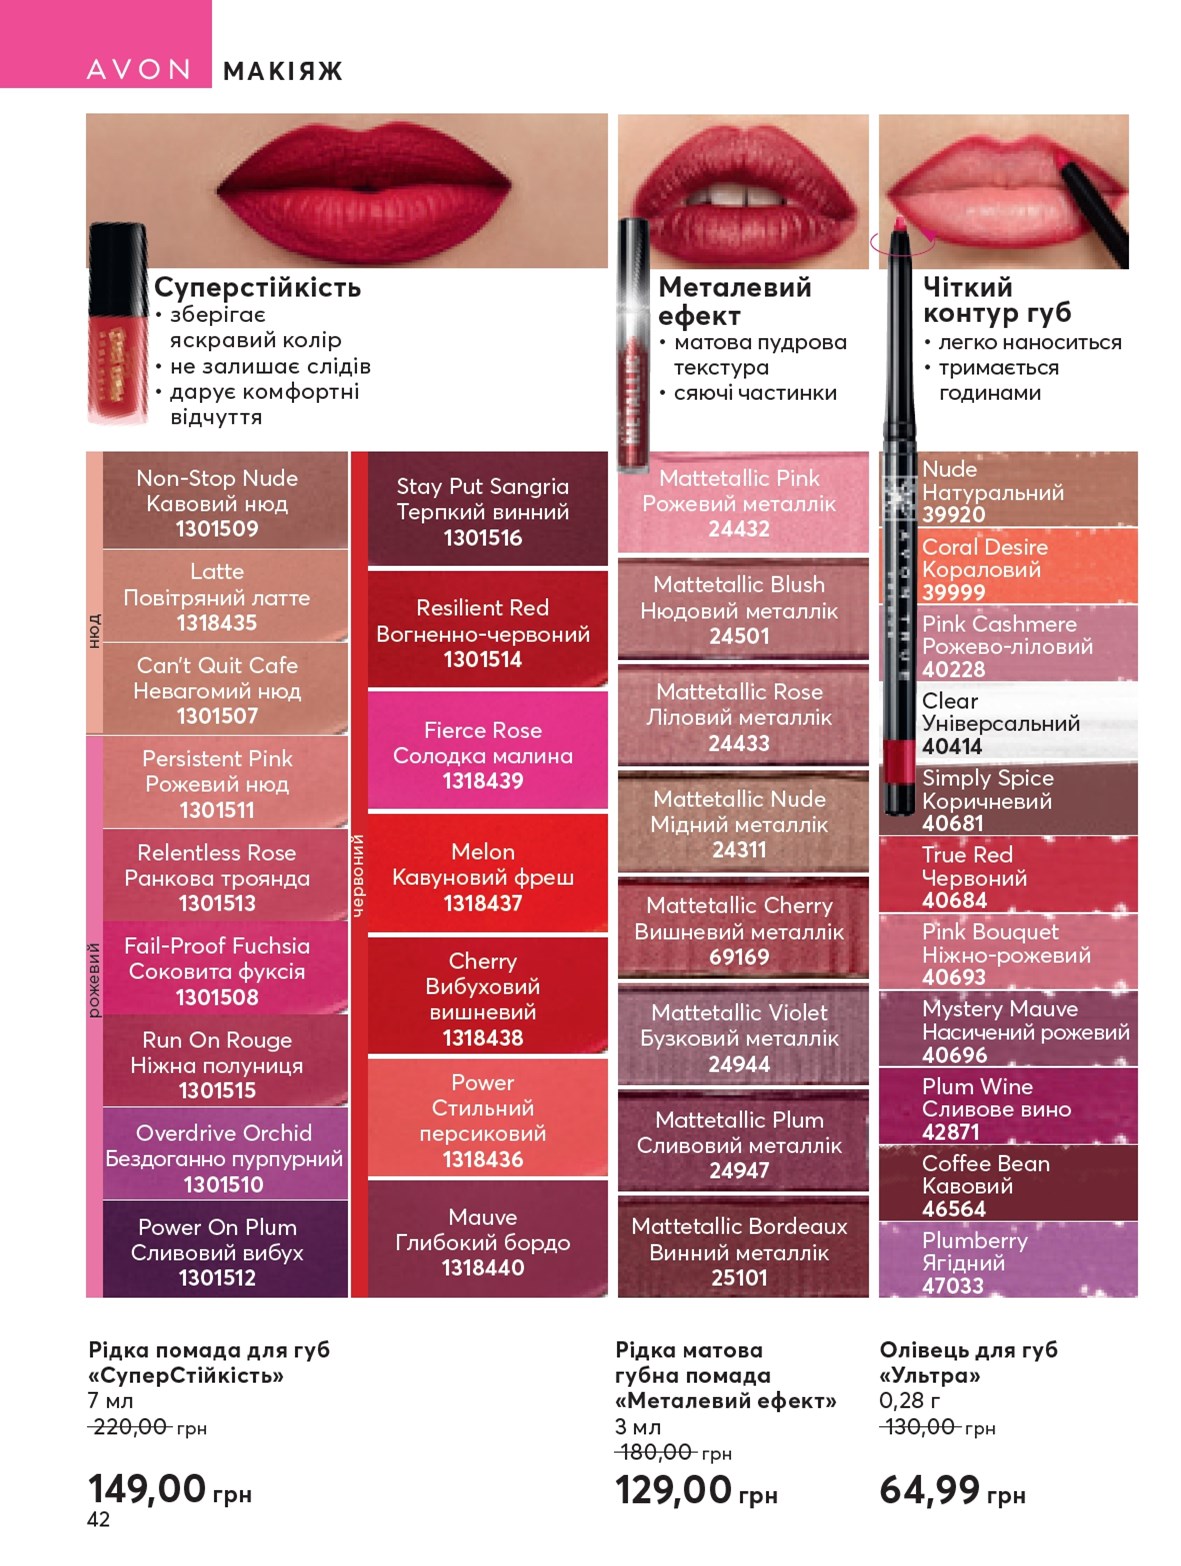 AVON МАКІЯЖ
Суперстійкість
• зберігає
яскравий колір
• не залишає слідів
• дарує комфортні
відчуття
METALLIC
Металевий
ефект
• матова пудрова
текстура
• сяючі частинки
Чіткий
контур губ
• легко наноситься
• тримається
годинами
нюд
Non-Stop Nude
Кавовий нюд
1301509
Latte
Повітряний латте
1318435
Can't Quit Cafe
Невагомий нюд
1301507
рожевий
Persistent Pink
Рожевий нюд
1301511
Relentless Rose
Ранкова троянда
1301513
Fail-Proof Fuchsia
Соковита фуксія
1301508
Run On Rouge
Ніжна полуниця
1301515
Overdrive Orchid
Бездоганно пурпурний
1301510
Power On Plum
Сливовий вибух
1301512
червоний
Stay Put Sangria
Терпкий винний
1301516
Resilient Red
Вогненно-червоний
1301514
Fierce Rose
Солодка малина
1318439
Melon
Кавуновий фреш
1318437
Cherry
Вибуховий
вишневий
1318438
Power
Стильний
персиковий
1318436
Mauve
Глибокий бордо
1318440
Mattetallic Pink
Рожевий металлік
24432
Mattetallic Blush
Нюдовий металлік
24501
Mattetallic Rose
Ліловий металлік
24433
Mattetallic Nude
Мідний металлік
24311
Mattetallic Cherry
Вишневий металлік
69169
Mattetallic Violet
Бузковий металлік
24944
Mattetallic Plum
Сливовий металлік
24947
Mattetallic Bordeaux
Винний металлік
25101
Nude
Натуральний
39920
Coral Desire
Кораловий
39999
Pink Cashmere
Рожево-ліловий
40228
Clear
Універсальний
40414
Simply Spice
Коричневий
40681
True Red
Червоний
40684
Pink Bouquet
Ніжно-рожевий
40693
Mystery Mauve
Насичений рожевий
40696
Plum Wine
Сливове вино
42871
Coffee Bean
Кавовий
46564
Plumberry
Ягідний
47033
Рідка помада для губ
«СуперСтійкість»
7 мл
220,00 грн
149,00 грн
Рідка матова
губна помада
«Металевий ефект»
3 мл
180,00 грн
129,00 грн
Олівець для губ
«Ультра»
0,28 г
130,00 грн
64,99 грн
42